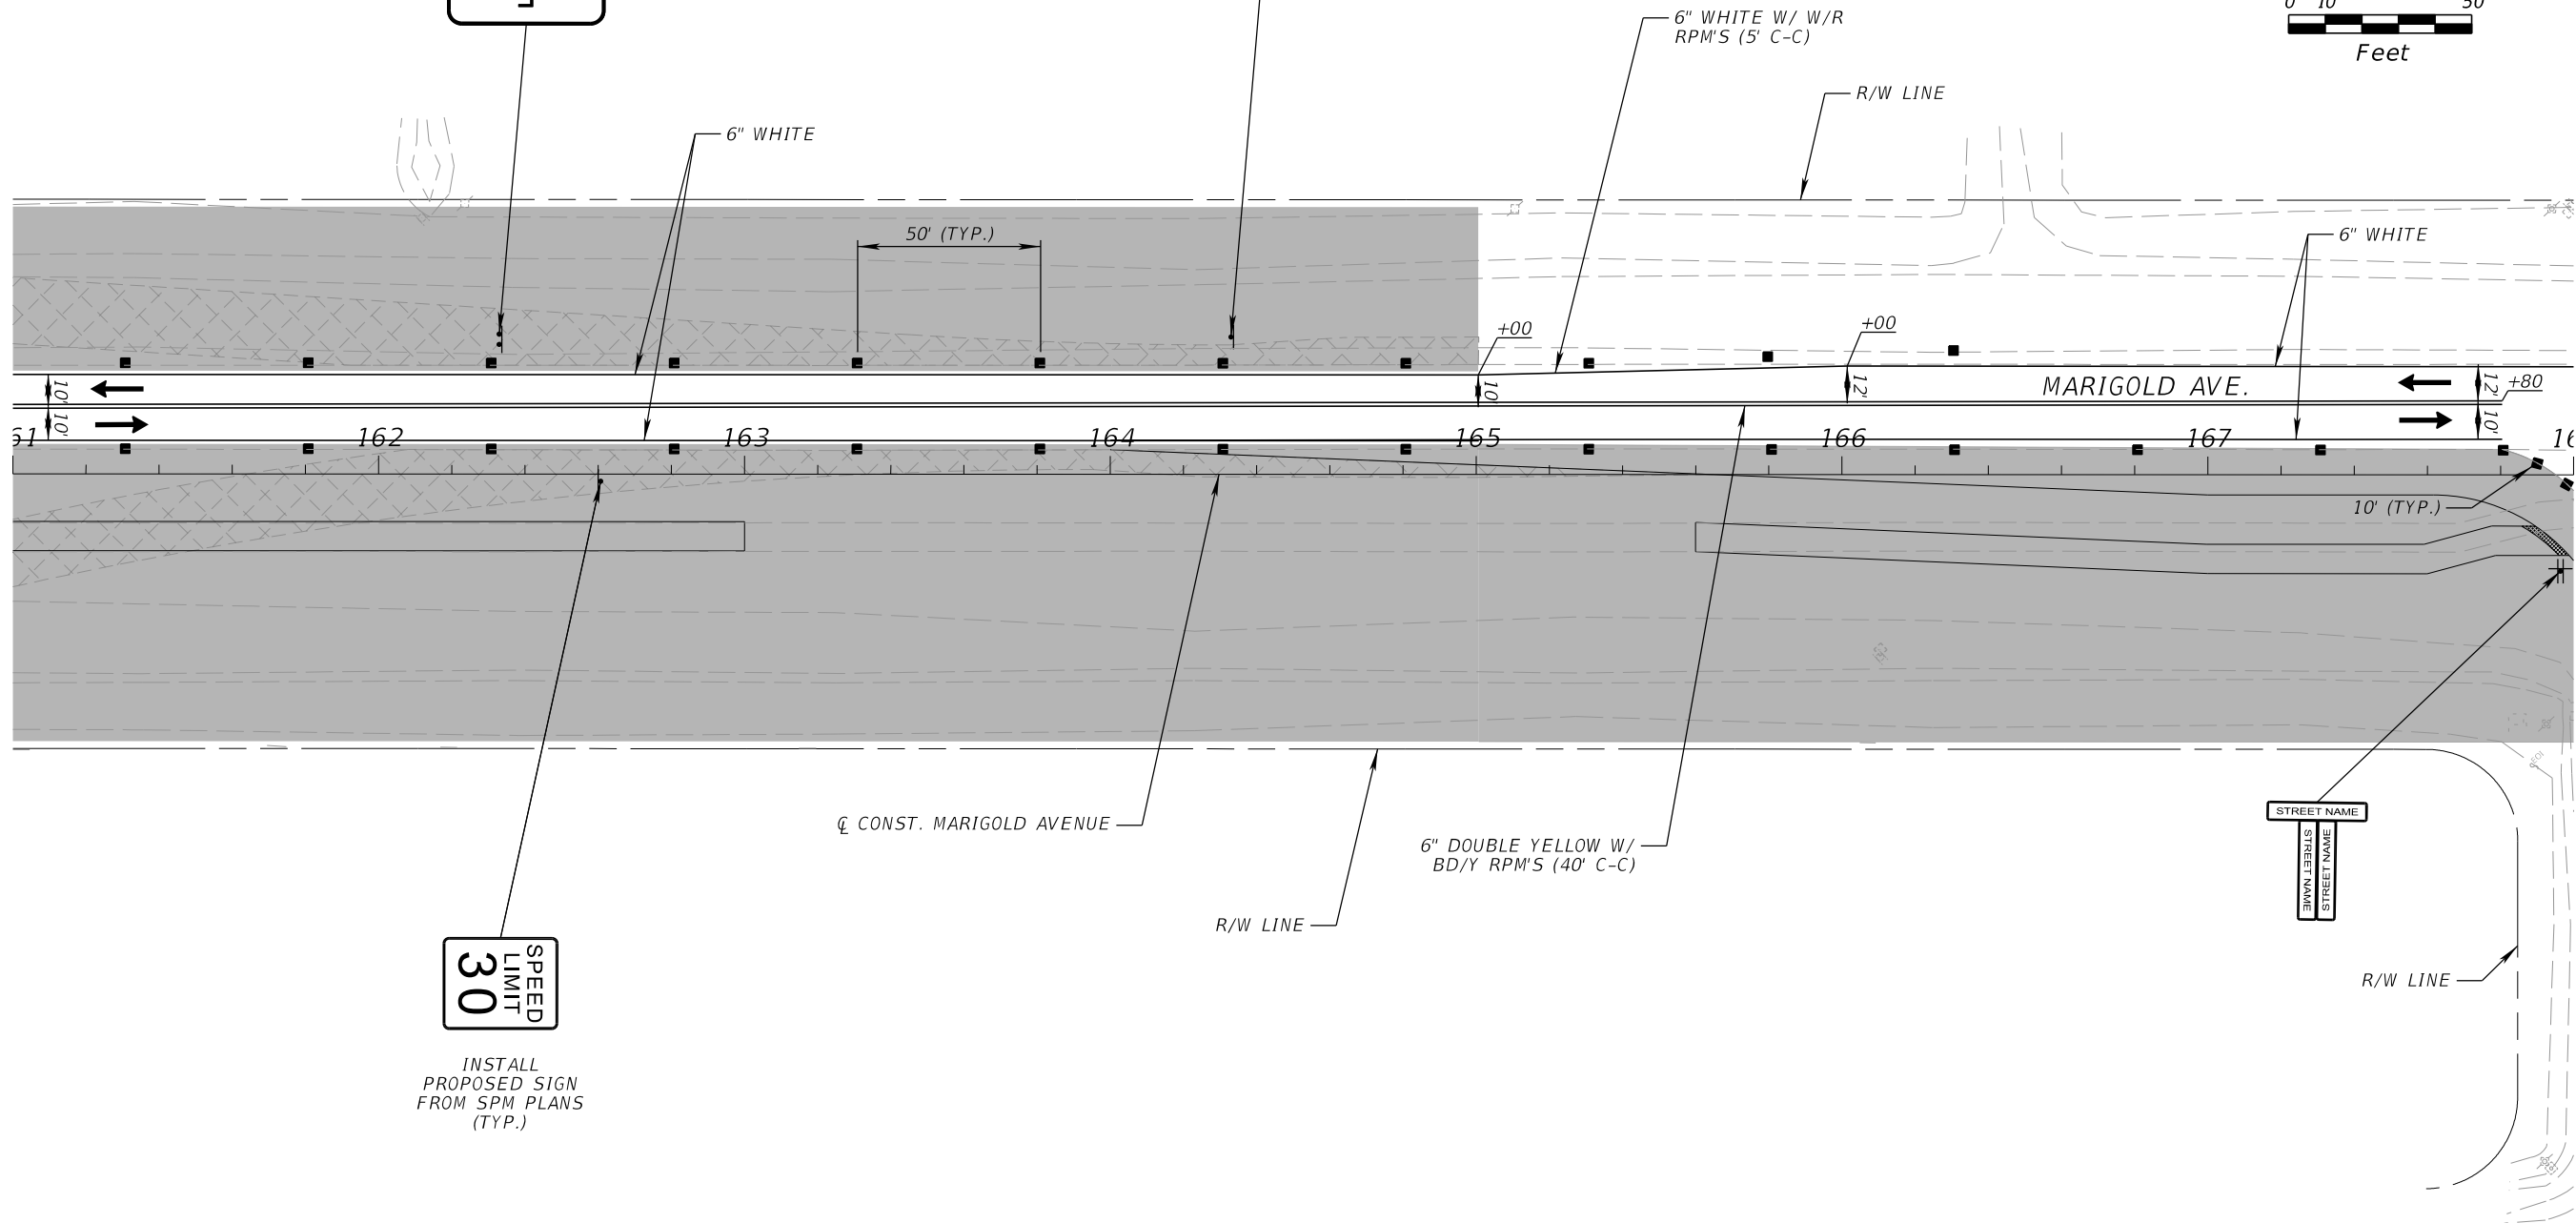 6" WHITE W/ W/R
RPM'S (5' C-C)
0 10 50
Feet
R/W LINE
6" WHITE
50' (TYP.)
6" WHITE
+00
+00
10'
10'
10'
12'
MARIGOLD AVE.
12'
10'
+80
61
162
163
164
165
166
167
16
10' (TYP.)
℄ CONST. MARIGOLD AVENUE
6" DOUBLE YELLOW W/
BD/Y RPM'S (40' C-C)
STREET NAME
STREET NAME
STREET NAME
R/W LINE
R/W LINE
SPEED
LIMIT
30
INSTALL
PROPOSED SIGN
FROM SPM PLANS
(TYP.)